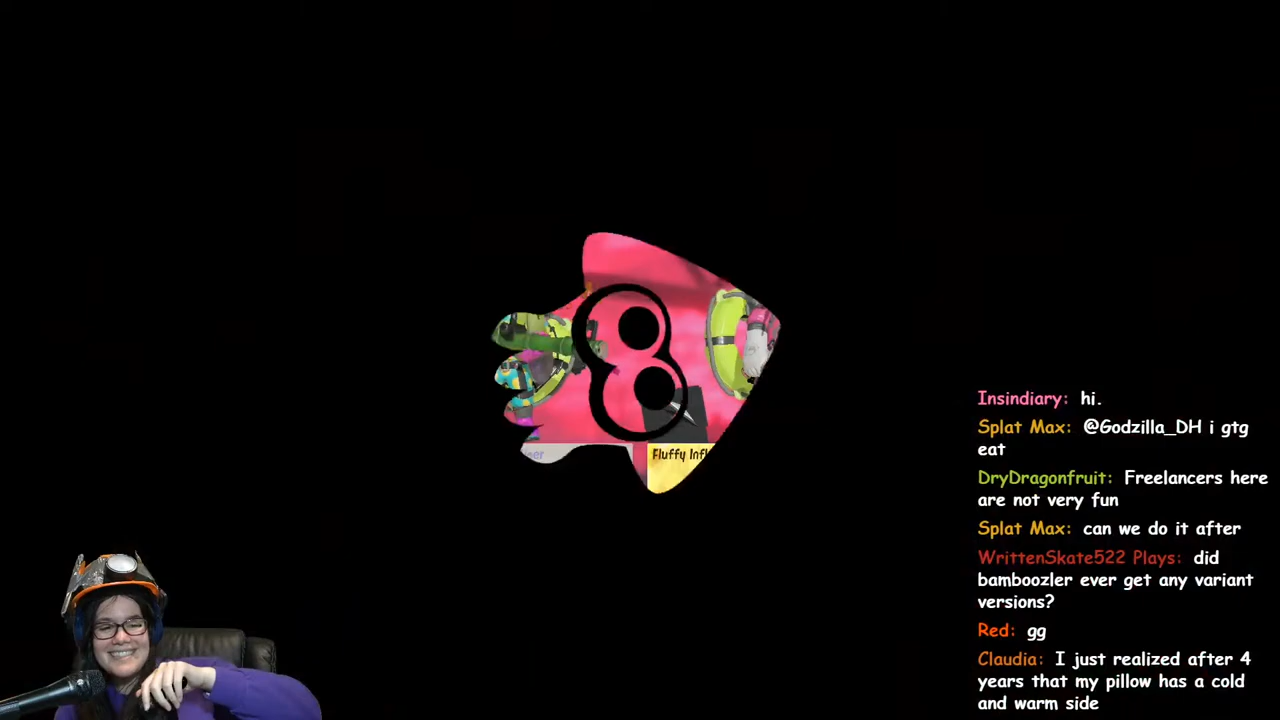 Fluffy Infl
Insindiary: hi.
Splat Max: @Godzilla_DH i gtg
eat
DryDragonfruit: Freelancers here
are not very fun
Splat Max: can we do it after
WrittenSkate522 Plays: did
bamboozler ever get any variant
versions?
Red: gg
Claudia: I just realized after 4
years that my pillow has a cold
and warm side